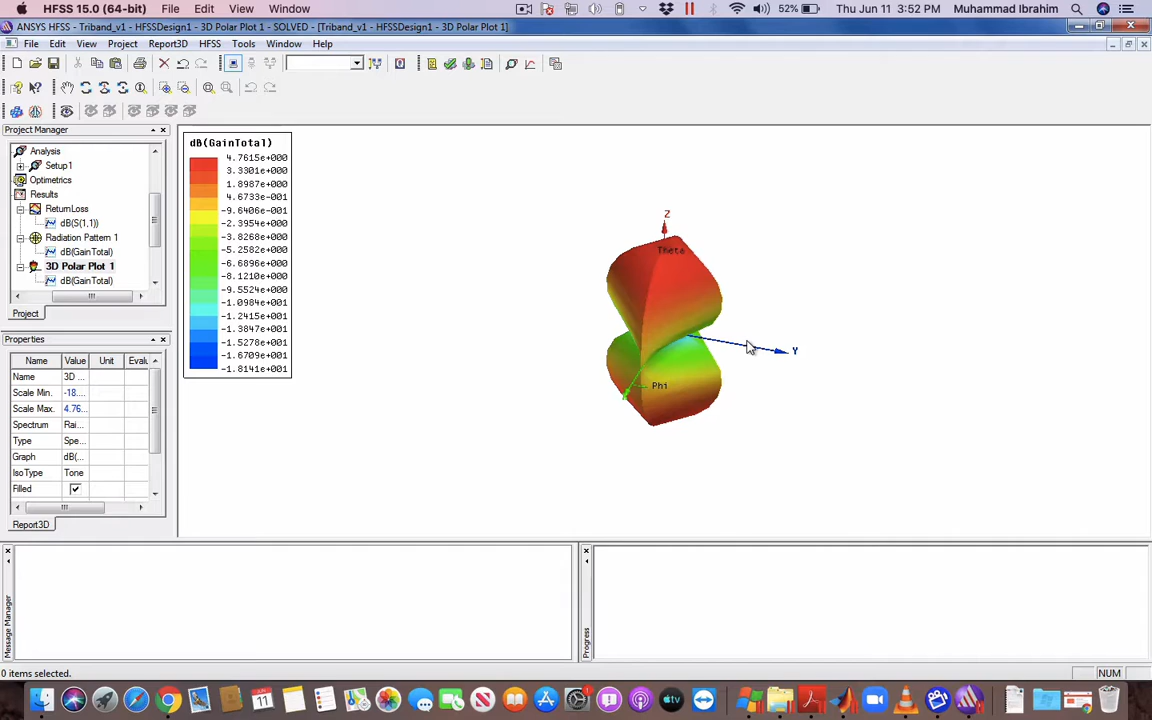 HFSS 15.0 (64-bit) File Edit View Window Help 52% Thu Jun 11 3:52 PM Muhammad Ibrahim
ANSYS HFSS - Triband_v1 - HFSSDesign1 - 3D Polar Plot 1 - SOLVED - [Triband_v1 - HFSSDesign1 - 3D Polar Plot 1]
File Edit View Project Report3D HFSS Tools Window Help
Project Manager
Analysis
Setup1
Optimetrics
Results
ReturnLoss
dB(S(1,1))
Radiation Pattern 1
dB(GainTotal)
3D Polar Plot 1
dB(GainTotal)
Project
Properties
Name Value Unit Evalu
Name 3D ...
Scale Min. -18....
Scale Max. 4.76...
Spectrum Rai...
Type Spe...
Graph dB(...
IsoType Tone
Filled
Report3D
dB(GainTotal)
4.7615e+000
3.3301e+000
1.8987e+000
4.6733e-001
-9.6406e-001
-2.3954e+000
-3.8268e+000
-5.2582e+000
-6.6896e+000
-8.1210e+000
-9.5524e+000
-1.0984e+001
-1.2415e+001
-1.3847e+001
-1.5278e+001
-1.6709e+001
-1.8141e+001
Z
Theta
Y
Phi
Message Manager
Progress
0 items selected.
NUM
11
tv